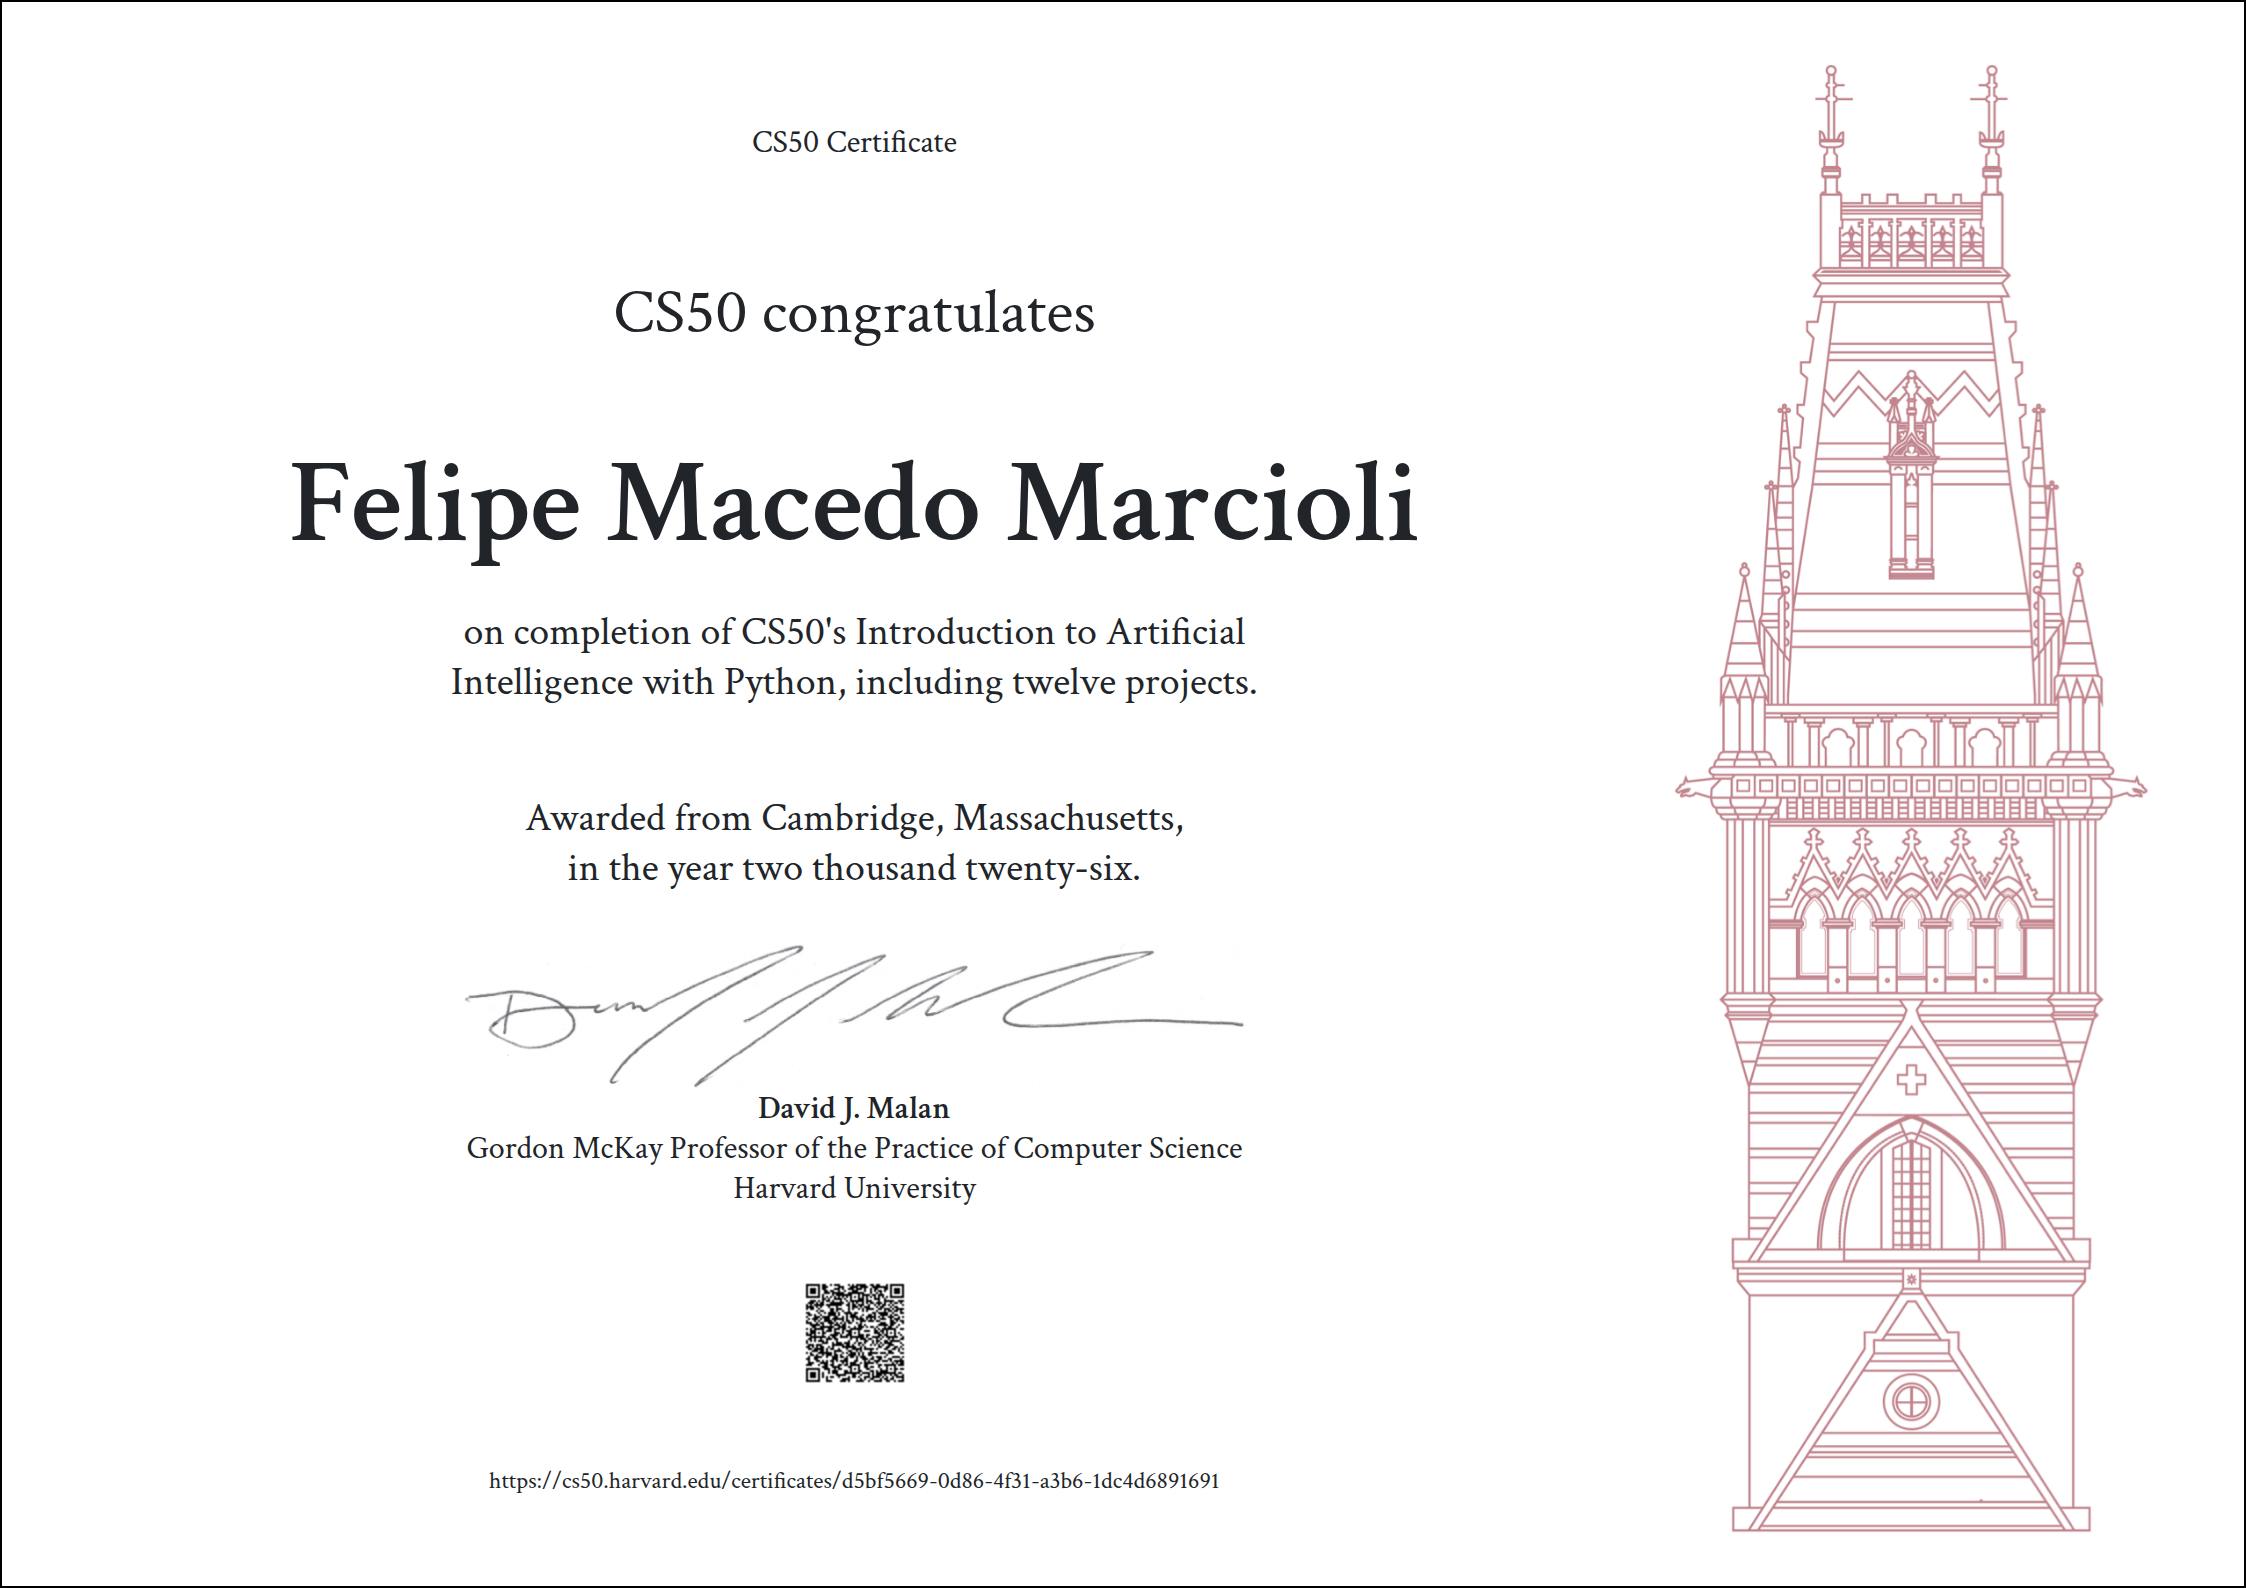 CS50 Certificate
CS50 congratulates
Felipe Macedo Marcioli
on completion of CS50's Introduction to Artificial
Intelligence with Python, including twelve projects.
Awarded from Cambridge, Massachusetts,
in the year two thousand twenty-six.
David J. Malan
Gordon McKay Professor of the Practice of Computer Science
Harvard University
https://cs50.harvard.edu/certificates/d5bf5669-0d86-4f31-a3b6-1dc4d6891691